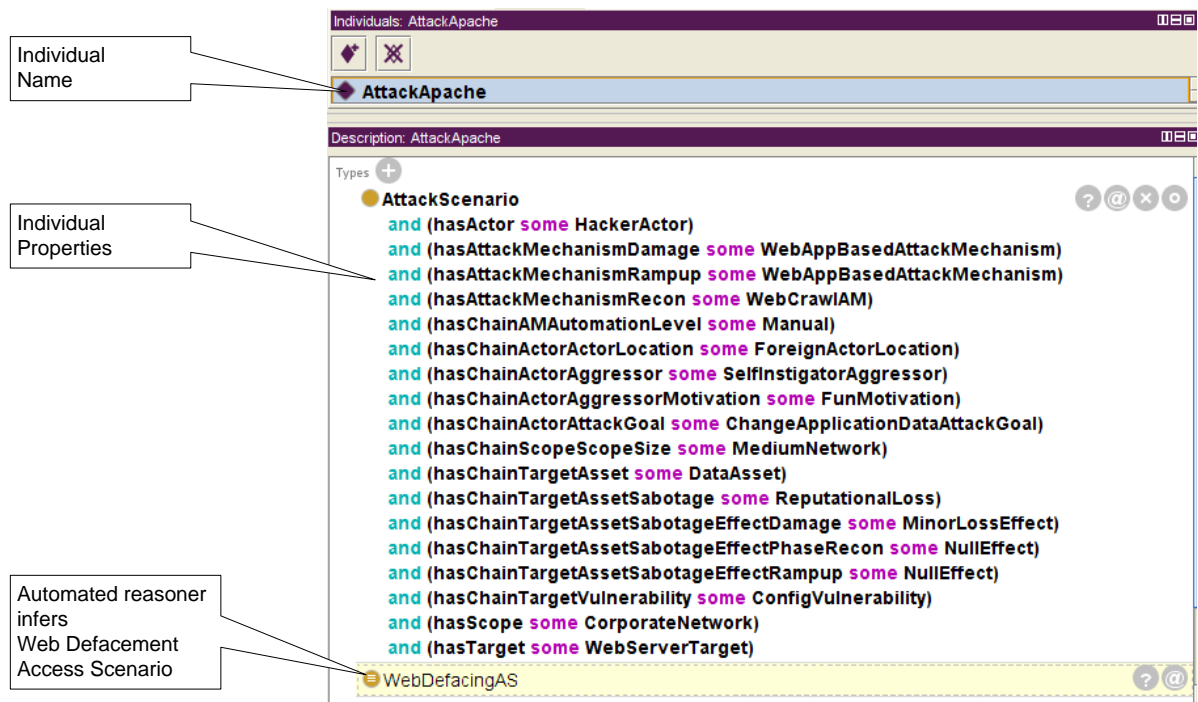 Individual
Name
Individuals: AttackApache
AttackApache
Description: AttackApache
Types
Individual
Properties
AttackScenario
and (hasActor some HackerActor)
and (hasAttackMechanismDamage some WebAppBasedAttackMechanism)
and (hasAttackMechanismRampup some WebAppBasedAttackMechanism)
and (hasAttackMechanismRecon some WebCrawlAM)
and (hasChainAMAutomationLevel some Manual)
and (hasChainActorActorLocation some ForeignActorLocation)
and (hasChainActorAggressor some SelfInstigatorAggressor)
and (hasChainActorAggressorMotivation some FunMotivation)
and (hasChainActorAttackGoal some ChangeApplicationDataAttackGoal)
and (hasChainScopeScopeSize some MediumNetwork)
and (hasChainTargetAsset some DataAsset)
and (hasChainTargetAssetSabotage some ReputationalLoss)
and (hasChainTargetAssetSabotageEffectDamage some MinorLossEffect)
and (hasChainTargetAssetSabotageEffectPhaseRecon some NullEffect)
and (hasChainTargetAssetSabotageEffectRampup some NullEffect)
and (hasChainTargetVulnerability some ConfigVulnerability)
and (hasScope some CorporateNetwork)
and (hasTarget some WebServerTarget)
Automated reasoner
infers
Web Defacement
Access Scenario
WebDefacingAS